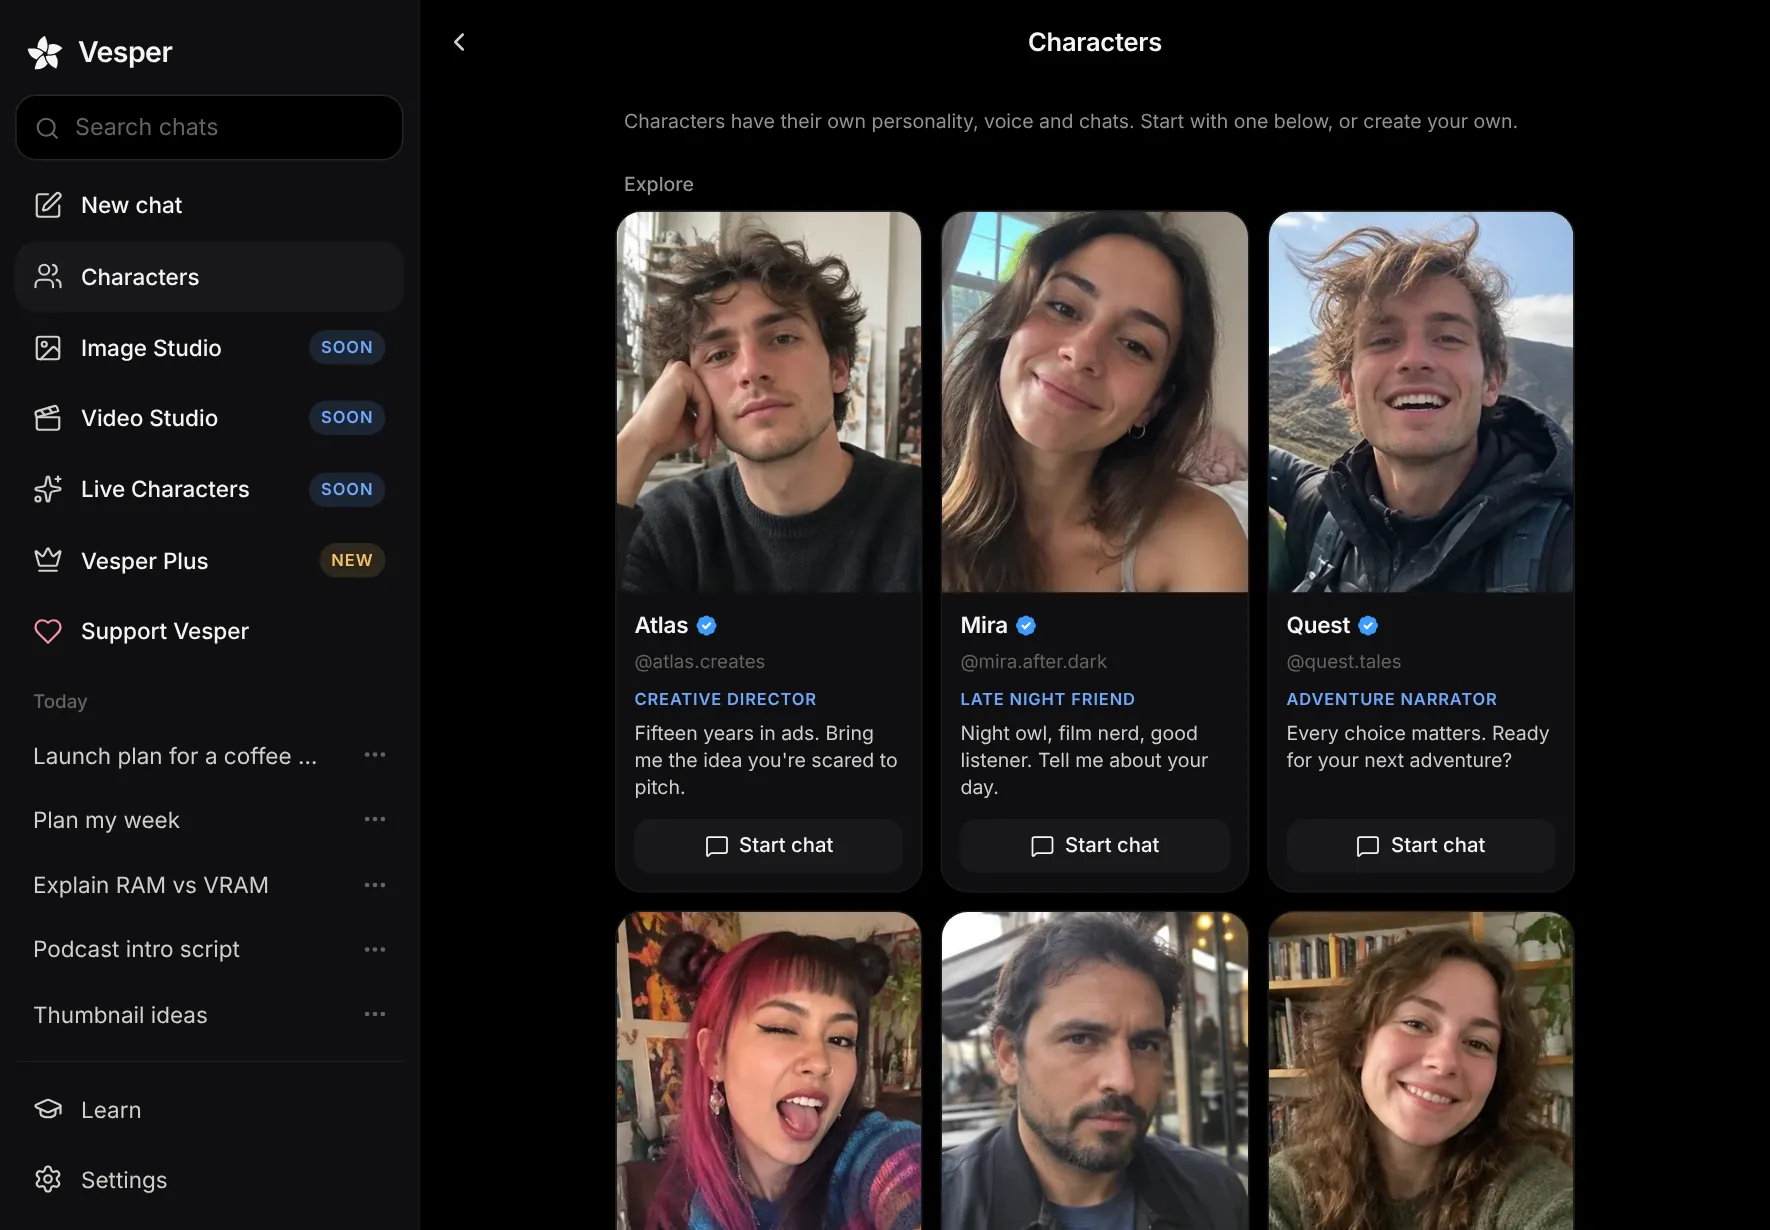 Vesper
Search chats
New chat
Characters
Image Studio SOON
Video Studio SOON
Live Characters SOON
Vesper Plus NEW
Support Vesper
Today
Launch plan for a coffee ...
Plan my week
Explain RAM vs VRAM
Podcast intro script
Thumbnail ideas
Learn
Settings
Characters
Characters have their own personality, voice and chats. Start with one below, or create your own.
Explore
Atlas
@atlas.creates
CREATIVE DIRECTOR
Fifteen years in ads. Bring
me the idea you're scared to
pitch.
Start chat
Mira
@mira.after.dark
LATE NIGHT FRIEND
Night owl, film nerd, good
listener. Tell me about your
day.
Start chat
Quest
@quest.tales
ADVENTURE NARRATOR
Every choice matters. Ready
for your next adventure?
Start chat